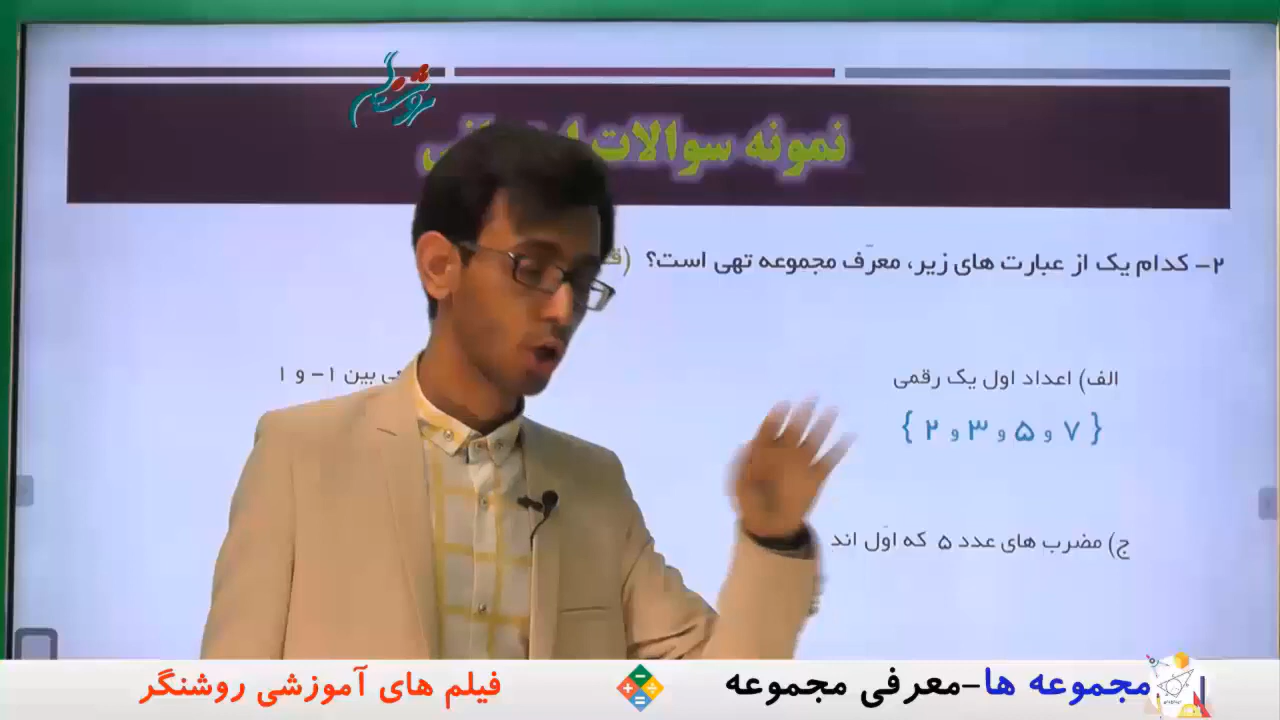 روشنگر
نمونه سوالات
۲- کدام یک از عبارت های زیر، معرّف مجموعه تهی است؟
الف) اعداد اول یک رقمی
بین ۱- و ۱
{ ۲ و ۳ و ۵ و ۷ }
ج) مضرب های عدد ۵ که اوّل اند
مجموعه ها-معرفی مجموعه
فیلم های آموزشی روشنگر